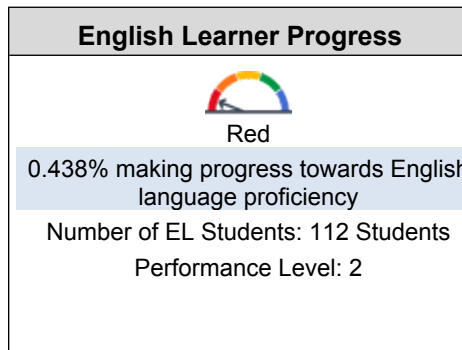 English Learner Progress
Red
0.438% making progress towards English
language proficiency
Number of EL Students: 112 Students
Performance Level: 2